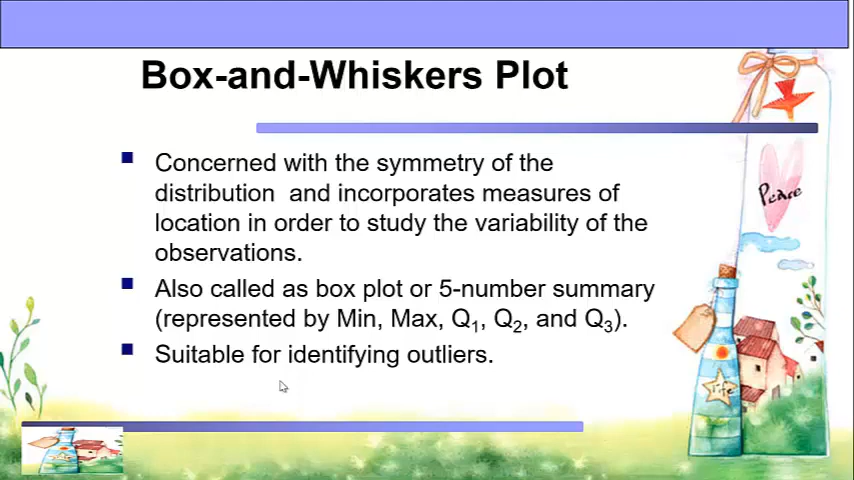 Box-and-Whiskers Plot
Concerned with the symmetry of the
distribution and incorporates measures of
location in order to study the variability of the
observations.
Also called as box plot or 5-number summary
(represented by Min, Max, Q1, Q2, and Q3).
Suitable for identifying outliers.
Peace
life